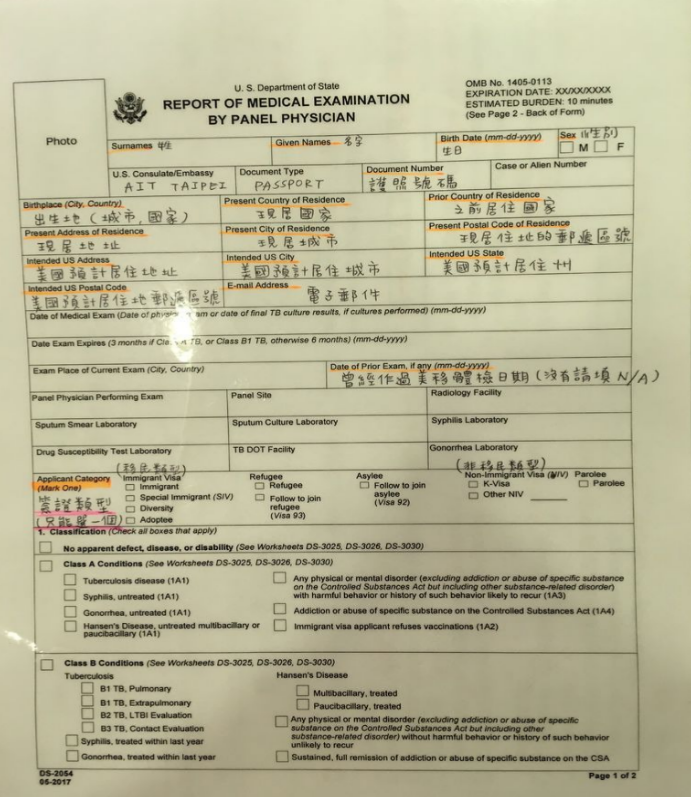 U. S. Department of State
REPORT OF MEDICAL EXAMINATION
BY PANEL PHYSICIAN
OMB No. 1405-0113
EXPIRATION DATE: XX/XX/XXXX
ESTIMATED BURDEN: 10 minutes
(See Page 2 - Back of Form)
Photo
Surnames 姓
Given Names 名字
Birth Date (mm-dd-yyyy)
生日
Sex 性別
M F
U.S. Consulate/Embassy
AIT TAIPEI
Document Type
PASSPORT
Document Number
護照號碼
Case or Alien Number
Birthplace (City, Country)
出生地(城市,國家)
Present Country of Residence
現居國家
Prior Country of Residence
之前居住國家
Present Address of Residence
現居地址
Present City of Residence
現居城市
Present Postal Code of Residence
現居住地的郵遞區號
Intended US Address
美國預計居住地址
Intended US City
美國預計居住城市
Intended US State
美國預計居住州
Intended US Postal Code
美國預計居住地郵遞區號
E-mail Address
電子郵件
Date of Medical Exam (Date of physical exam or date of final TB culture results, if cultures performed) (mm-dd-yyyy)
Date Exam Expires (3 months if Class A TB, or Class B1 TB, otherwise 6 months) (mm-dd-yyyy)
Exam Place of Current Exam (City, Country)
Date of Prior Exam, if any (mm-dd-yyyy)
曾經作過美移體檢日期(沒有請填 N/A)
Panel Physician Performing Exam
Panel Site
Radiology Facility
Sputum Smear Laboratory
Sputum Culture Laboratory
Syphilis Laboratory
Drug Susceptibility Test Laboratory
TB DOT Facility
Gonorrhea Laboratory
(移民類型)
(非移民類型)
Applicant Category
(Mark One)
簽證類型
(只能選一個)
Immigrant Visa
Immigrant
Special Immigrant (SIV)
Diversity
Adoptee
Refugee
Refugee
Follow to join
refugee
(Visa 93)
Asylee
Follow to join
asylee
(Visa 92)
Non-Immigrant Visa (NIV)
K-Visa
Other NIV
Parolee
Parolee
1. Classification (Check all boxes that apply)
No apparent defect, disease, or disability (See Worksheets DS-3025, DS-3026, DS-3030)
Class A Conditions (See Worksheets DS-3025, DS-3026, DS-3030)
Tuberculosis disease (1A1)
Syphilis, untreated (1A1)
Gonorrhea, untreated (1A1)
Hansen's Disease, untreated multibacillary or
paucibacillary (1A1)
Any physical or mental disorder (excluding addiction or abuse of specific substance
on the Controlled Substances Act but including other substance-related disorder)
with harmful behavior or history of such behavior likely to recur (1A3)
Addiction or abuse of specific substance on the Controlled Substances Act (1A4)
Immigrant visa applicant refuses vaccinations (1A2)
Class B Conditions (See Worksheets DS-3025, DS-3026, DS-3030)
Tuberculosis
B1 TB, Pulmonary
B1 TB, Extrapulmonary
B2 TB, LTBI Evaluation
B3 TB, Contact Evaluation
Syphilis, treated within last year
Gonorrhea, treated within last year
Hansen's Disease
Multibacillary, treated
Paucibacillary, treated
Any physical or mental disorder (excluding addiction or abuse of specific
substance on the Controlled Substances Act but including other
substance-related disorder) without harmful behavior or history of such behavior
unlikely to recur
Sustained, full remission of addiction or abuse of specific substance on the CSA
DS-2054
05-2017
Page 1 of 2